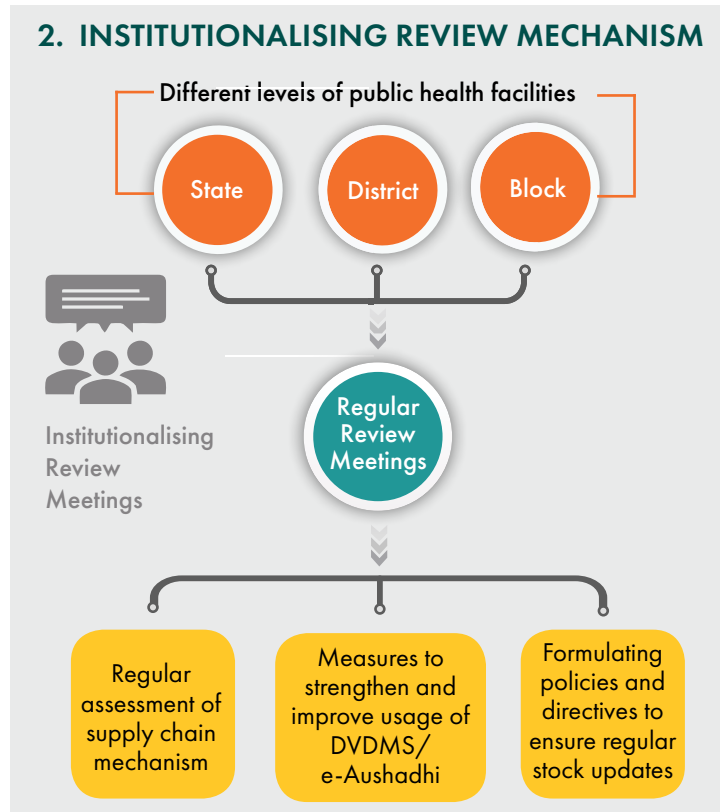 2. INSTITUTIONALISING REVIEW MECHANISM
Different levels of public health facilities
State
District
Block
Institutionalising
Review
Meetings
Regular
Review
Meetings
Regular
assessment of
supply chain
mechanism
Measures to
strengthen and
improve usage of
DVDMS/
e-Aushadhi
Formulating
policies and
directives to
ensure regular
stock updates